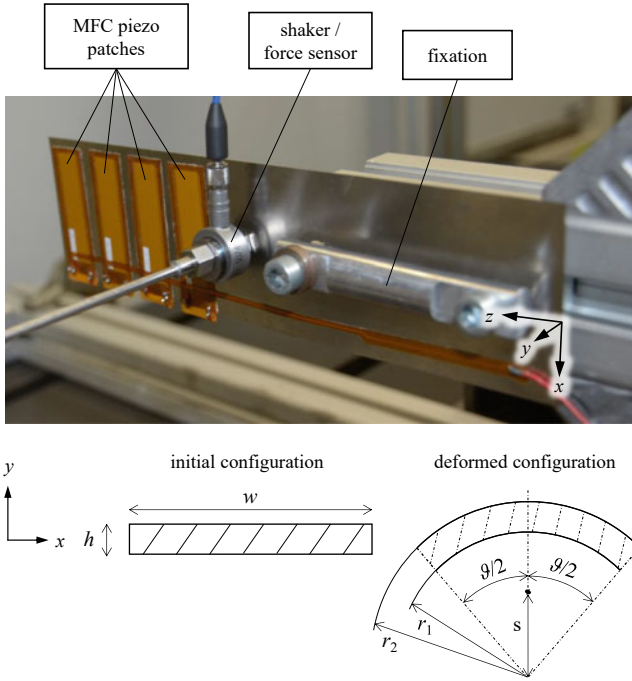 MFC piezo
patches
shaker /
force sensor
fixation
z
y
x
y
initial configuration
deformed configuration
w
x
h
ϑ/2
ϑ/2
s
r₁
r₂